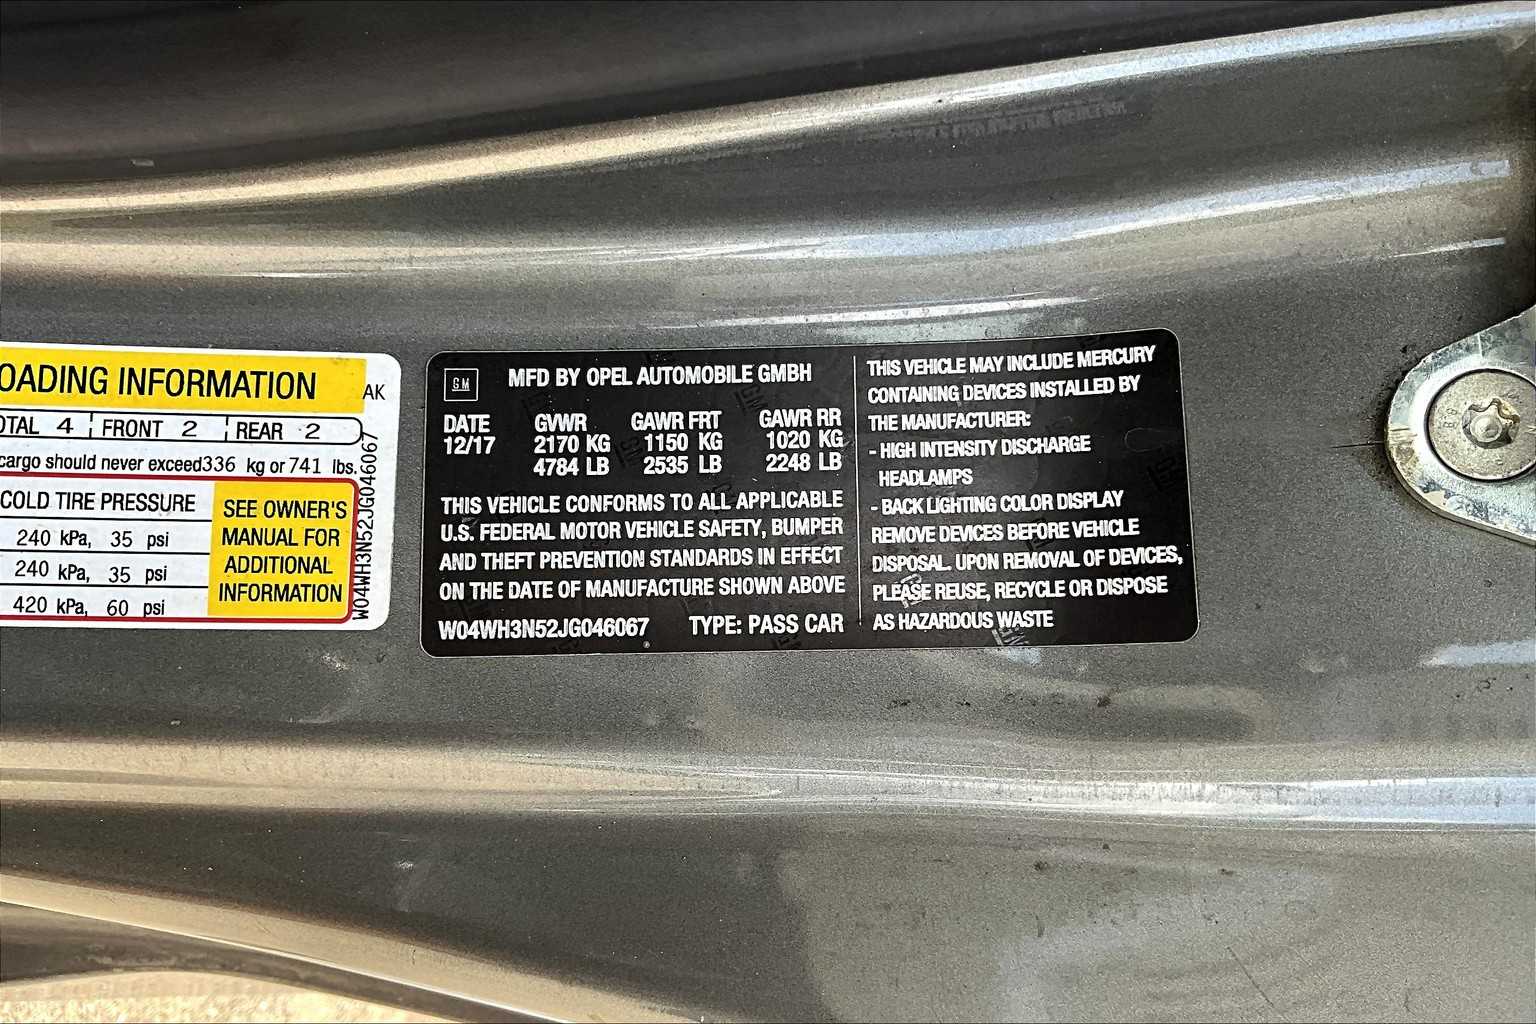 OADING INFORMATION
AK
OTAL 4 FRONT 2 REAR 2
cargo should never exceed 336 kg or 741 lbs.
COLD TIRE PRESSURE
240 kPa, 35 psi
240 kPa, 35 psi
420 kPa, 60 psi
SEE OWNER'S
MANUAL FOR
ADDITIONAL
INFORMATION
W04WH3N52JG046067
GM
MFD BY OPEL AUTOMOBILE GMBH
DATE GVWR GAWR FRT GAWR RR
12/17 2170 KG 1150 KG 1020 KG
4784 LB 2535 LB 2248 LB
THIS VEHICLE CONFORMS TO ALL APPLICABLE
U.S. FEDERAL MOTOR VEHICLE SAFETY, BUMPER
AND THEFT PREVENTION STANDARDS IN EFFECT
ON THE DATE OF MANUFACTURE SHOWN ABOVE
W04WH3N52JG046067 TYPE: PASS CAR
THIS VEHICLE MAY INCLUDE MERCURY
CONTAINING DEVICES INSTALLED BY
THE MANUFACTURER:
- HIGH INTENSITY DISCHARGE
HEADLAMPS
- BACK LIGHTING COLOR DISPLAY
REMOVE DEVICES BEFORE VEHICLE
DISPOSAL. UPON REMOVAL OF DEVICES,
PLEASE REUSE, RECYCLE OR DISPOSE
AS HAZARDOUS WASTE